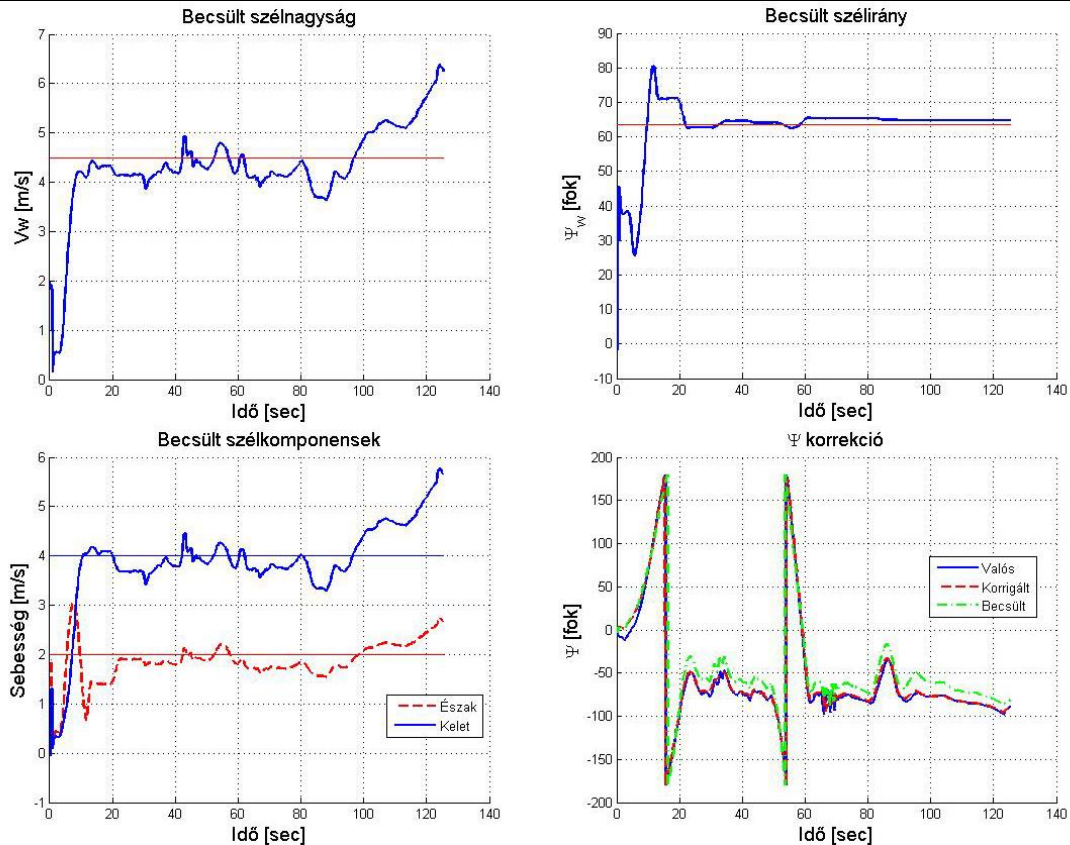 Becsült szélnagyság
7
6
5
4
3
2
1
0
Vw [m/s]
0 20 40 60 80 100 120 140
Idő [sec]
Becsült szélirány
90
80
70
60
50
40
30
20
10
0
-10
Ψ_W [fok]
0 20 40 60 80 100 120 140
Idő [sec]
Becsült szélkomponensek
6
5
4
3
2
1
0
-1
Sebesség [m/s]
Észak
Kelet
0 20 40 60 80 100 120 140
Idő [sec]
Ψ korrekció
200
150
100
50
0
-50
-100
-150
-200
Ψ [fok]
Valós
Korrigált
Becsült
0 20 40 60 80 100 120 140
Idő [sec]